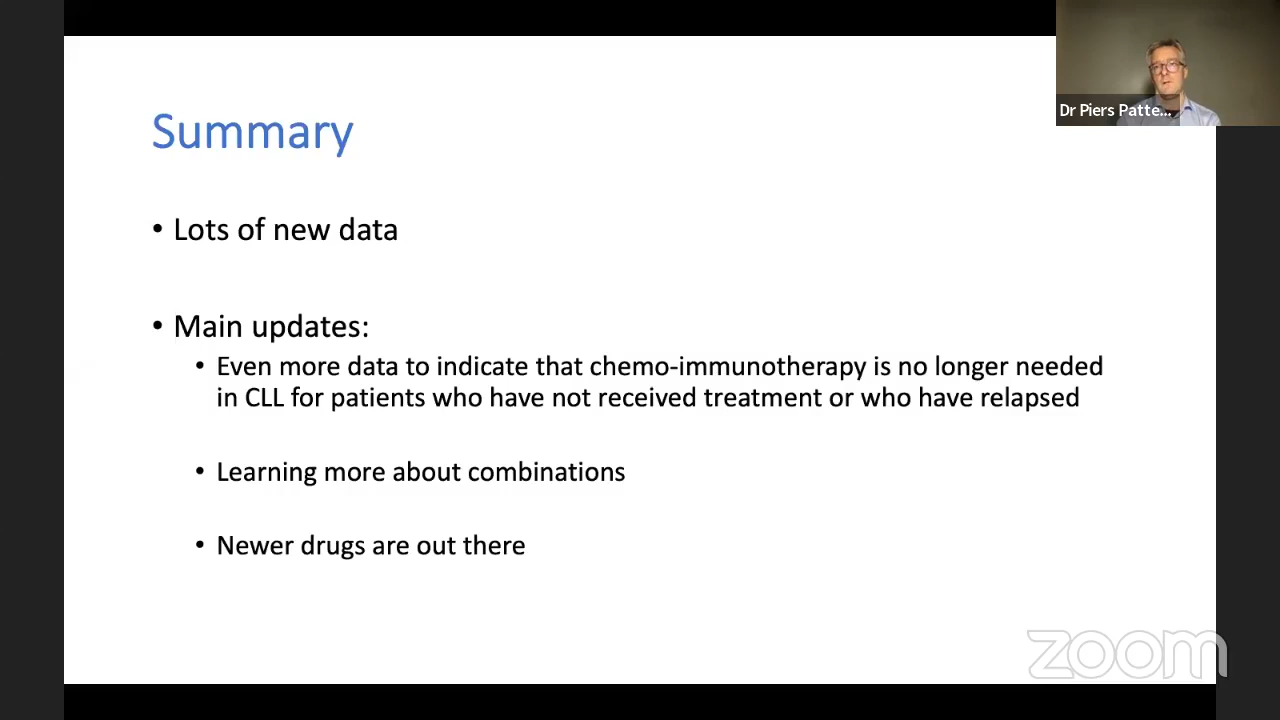 Dr Piers Patte...
Summary
• Lots of new data
• Main updates:
• Even more data to indicate that chemo-immunotherapy is no longer needed
in CLL for patients who have not received treatment or who have relapsed
• Learning more about combinations
• Newer drugs are out there
zoom